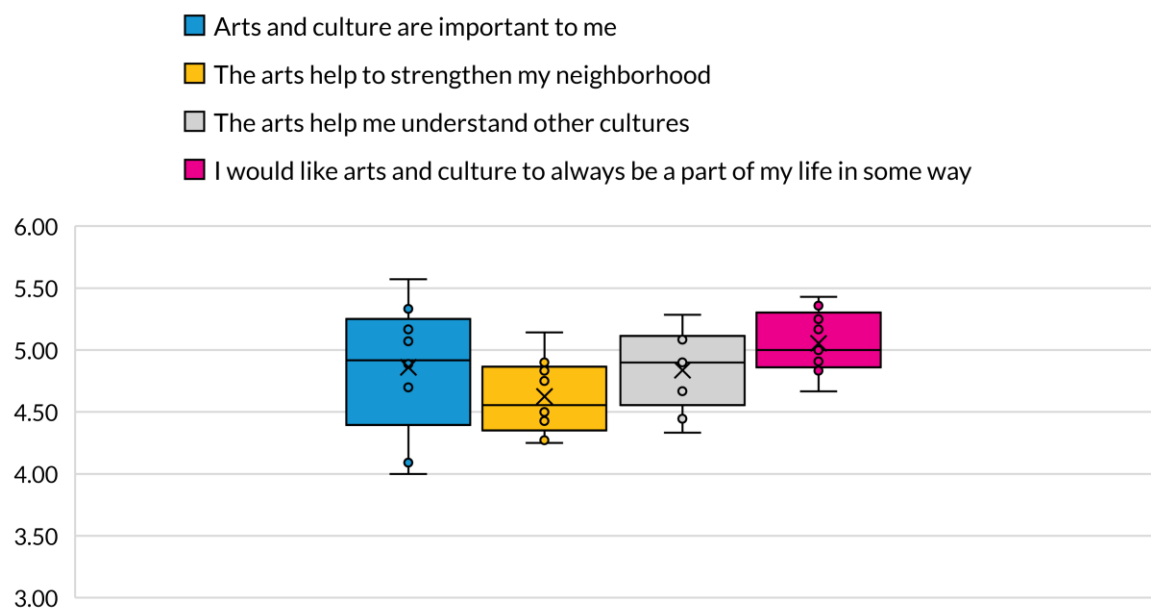 Arts and culture are important to me
The arts help to strengthen my neighborhood
The arts help me understand other cultures
I would like arts and culture to always be a part of my life in some way
6.00
5.50
5.00
4.50
4.00
3.50
3.00